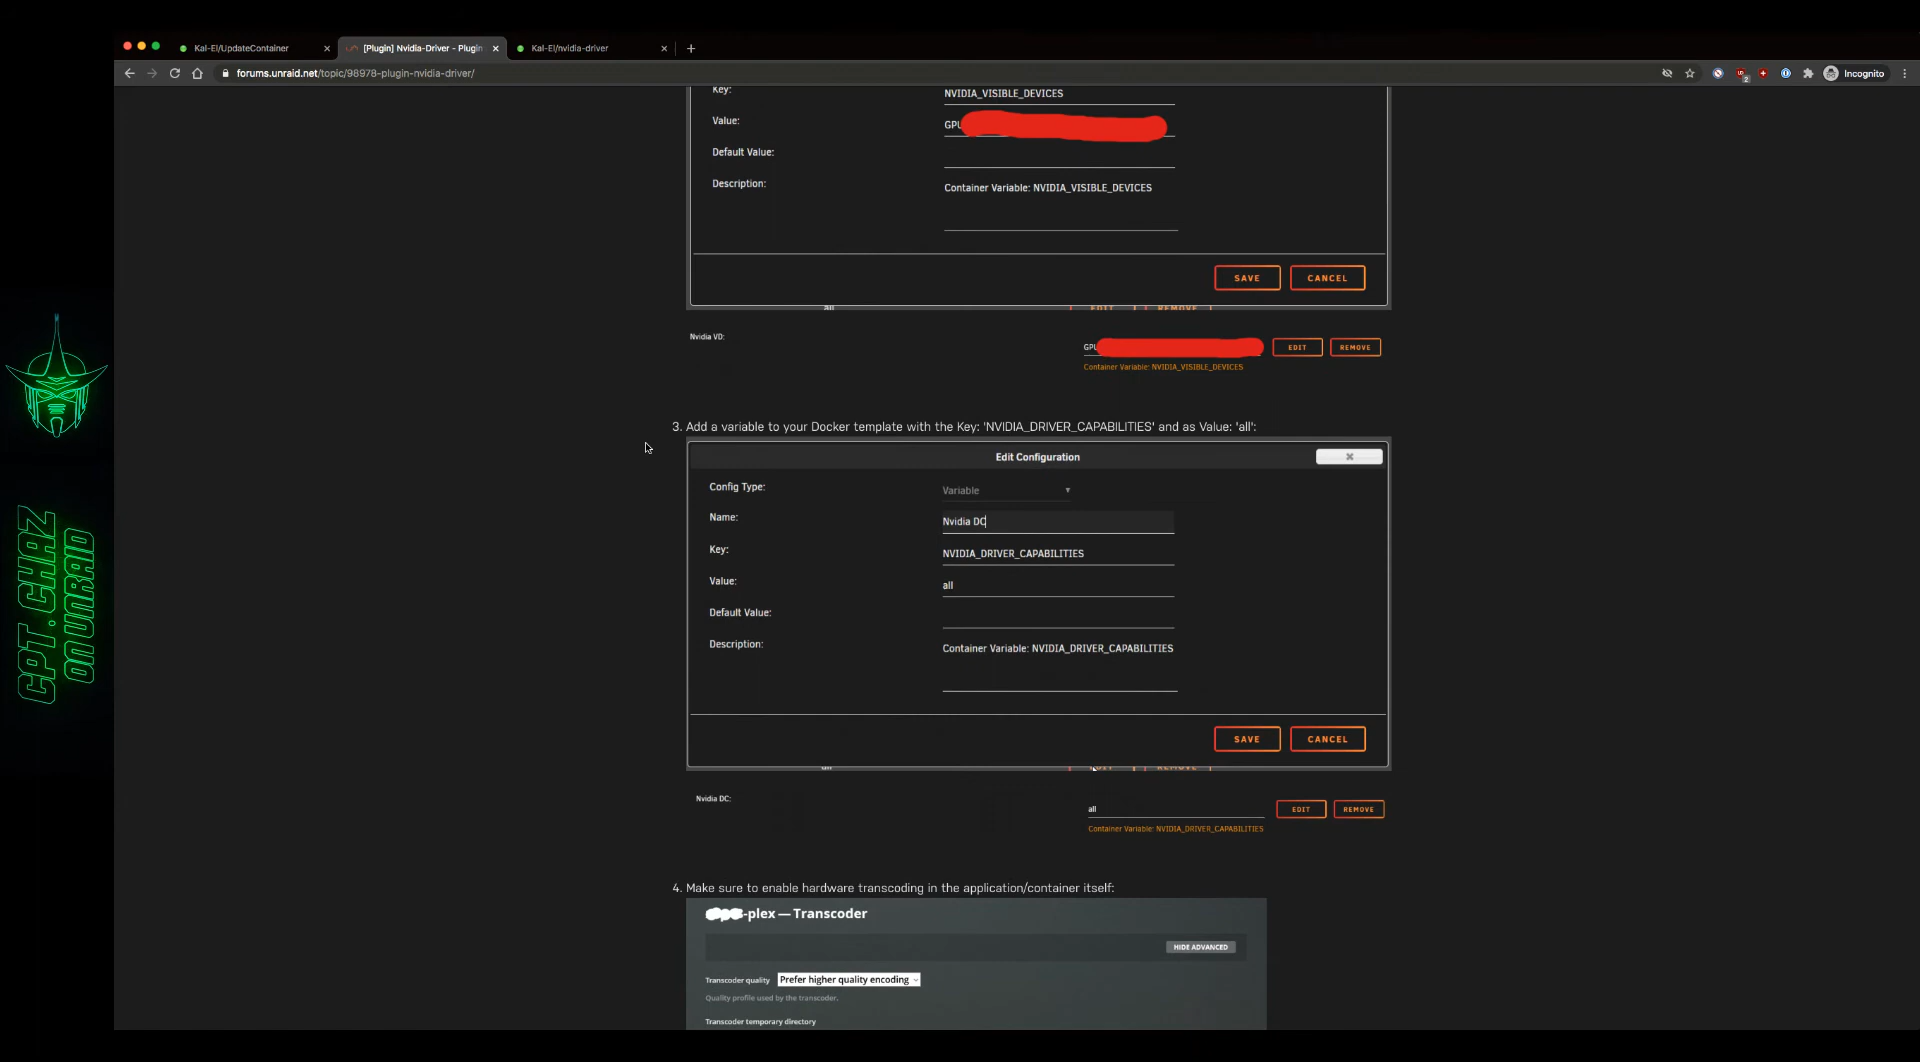 Kal-El/UpdateContainer
[Plugin] Nvidia-Driver - Plugin
Kal-El/nvidia-driver
forums.unraid.net/topic/98978-plugin-nvidia-driver/
Incognito
Key: NVIDIA_VISIBLE_DEVICES
Value: GPU
Default Value:
Description: Container Variable: NVIDIA_VISIBLE_DEVICES
SAVE CANCEL
all EDIT REMOVE
Nvidia VD: GPU EDIT REMOVE
Container Variable: NVIDIA_VISIBLE_DEVICES
3. Add a variable to your Docker template with the Key: 'NVIDIA_DRIVER_CAPABILITIES' and as Value: 'all':
Edit Configuration
Config Type: Variable
Name: Nvidia DC
Key: NVIDIA_DRIVER_CAPABILITIES
Value: all
Default Value:
Description: Container Variable: NVIDIA_DRIVER_CAPABILITIES
SAVE CANCEL
all EDIT REMOVE
Nvidia DC: all EDIT REMOVE
Container Variable: NVIDIA_DRIVER_CAPABILITIES
4. Make sure to enable hardware transcoding in the application/container itself:
-plex — Transcoder
HIDE ADVANCED
Transcoder quality Prefer higher quality encoding
Quality profile used by the transcoder.
Transcoder temporary directory
CPT. CHAZ
ON UNRAID